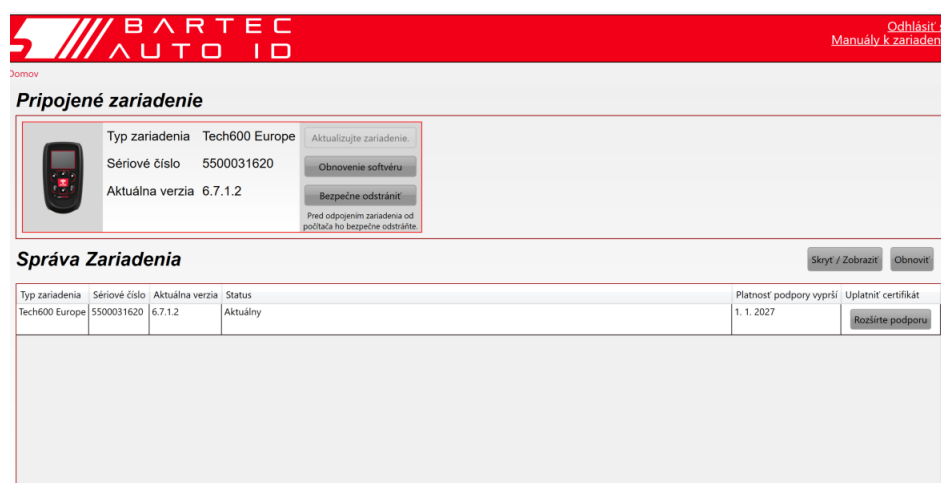 BARTEC
AUTO ID
Odhlásiť
Manuály k zariaden
Domov
Pripojené zariadenie
Typ zariadenia Tech600 Europe
Aktualizujte zariadenie.
Sériové číslo 5500031620
Obnovenie softvéru
Aktuálna verzia 6.7.1.2
Bezpečne odstrániť
Pred odpojením zariadenia od
počítača ho bezpečne odstráňte.
Správa Zariadenia
Skryť / Zobraziť Obnoviť
Typ zariadenia Sériové číslo Aktuálna verzia Status Platnosť podpory vyprší Uplatniť certifikát
Tech600 Europe 5500031620 6.7.1.2 Aktuálny 1. 1. 2027 Rozšírte podporu